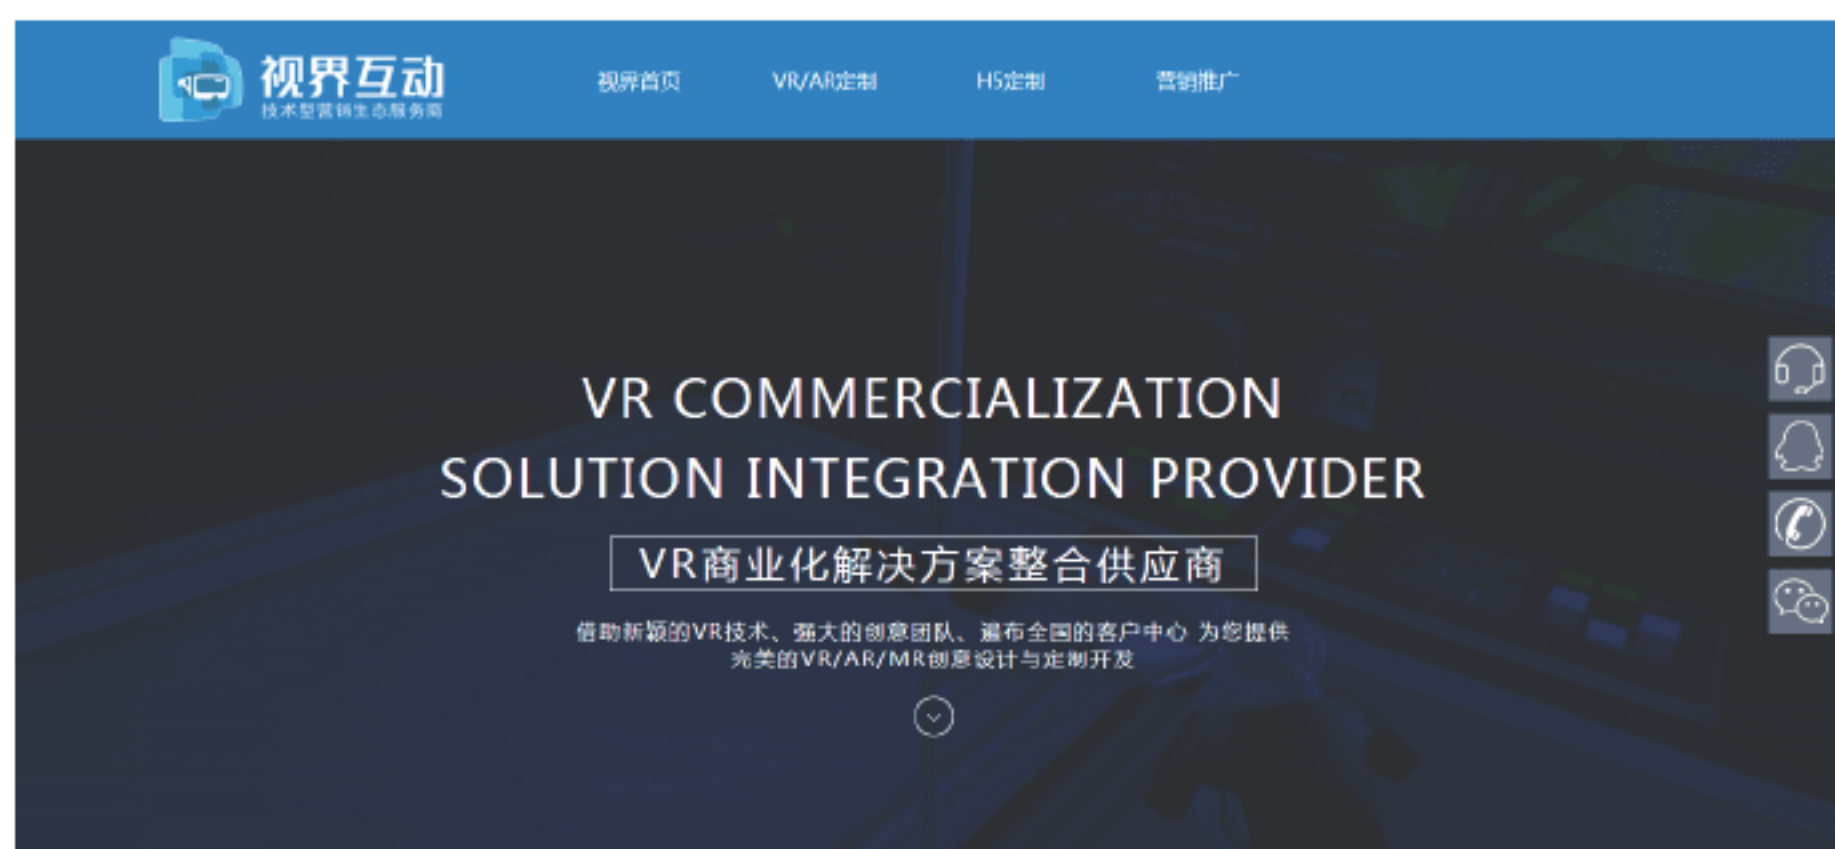 视界互动
技术型营销生态服务商
视界首页 VR/AR定制 H5定制 营销推广
VR COMMERCIALIZATION
SOLUTION INTEGRATION PROVIDER
VR商业化解决方案整合供应商
借助新颖的VR技术、强大的创意团队、遍布全国的客户中心 为您提供
完美的VR/AR/MR创意设计与定制开发